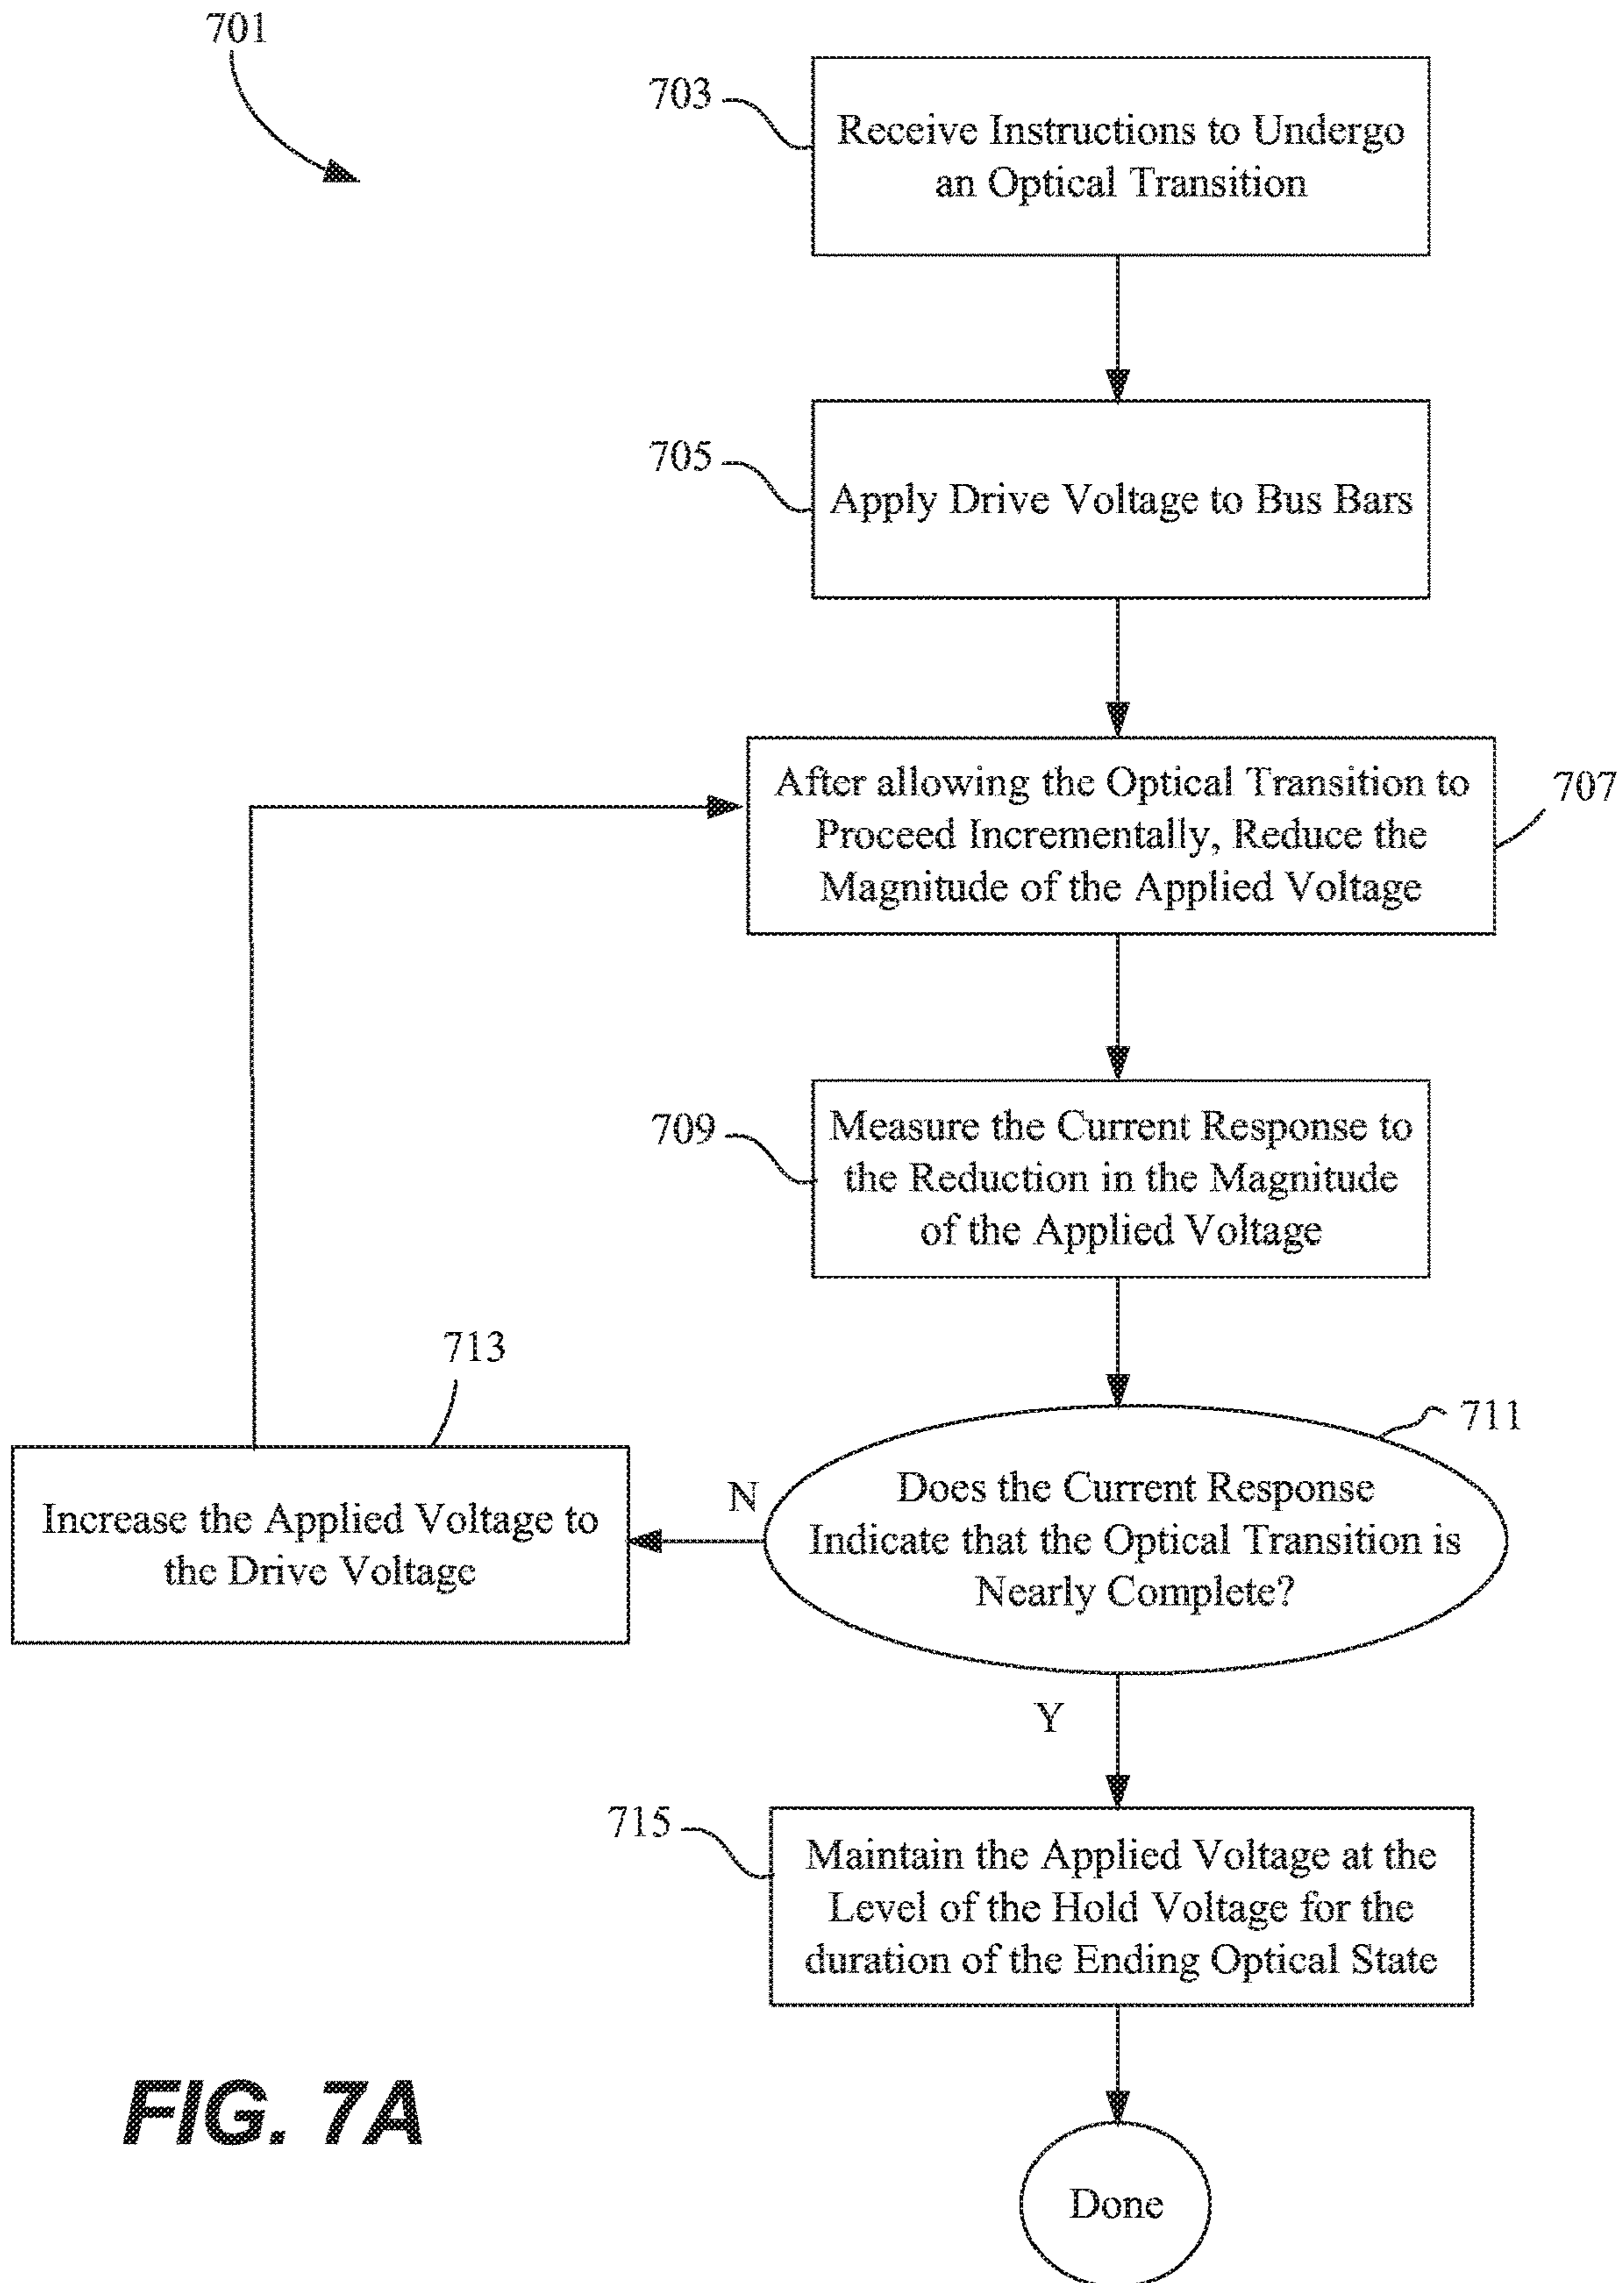 701
703
Receive Instructions to Undergo
an Optical Transition
705
Apply Drive Voltage to Bus Bars
After allowing the Optical Transition to
Proceed Incrementally, Reduce the
Magnitude of the Applied Voltage
707
709
Measure the Current Response to
the Reduction in the Magnitude
of the Applied Voltage
713
Increase the Applied Voltage to
the Drive Voltage
N
711
Does the Current Response
Indicate that the Optical Transition is
Nearly Complete?
Y
715
Maintain the Applied Voltage at the
Level of the Hold Voltage for the
duration of the Ending Optical State
FIG. 7A
Done